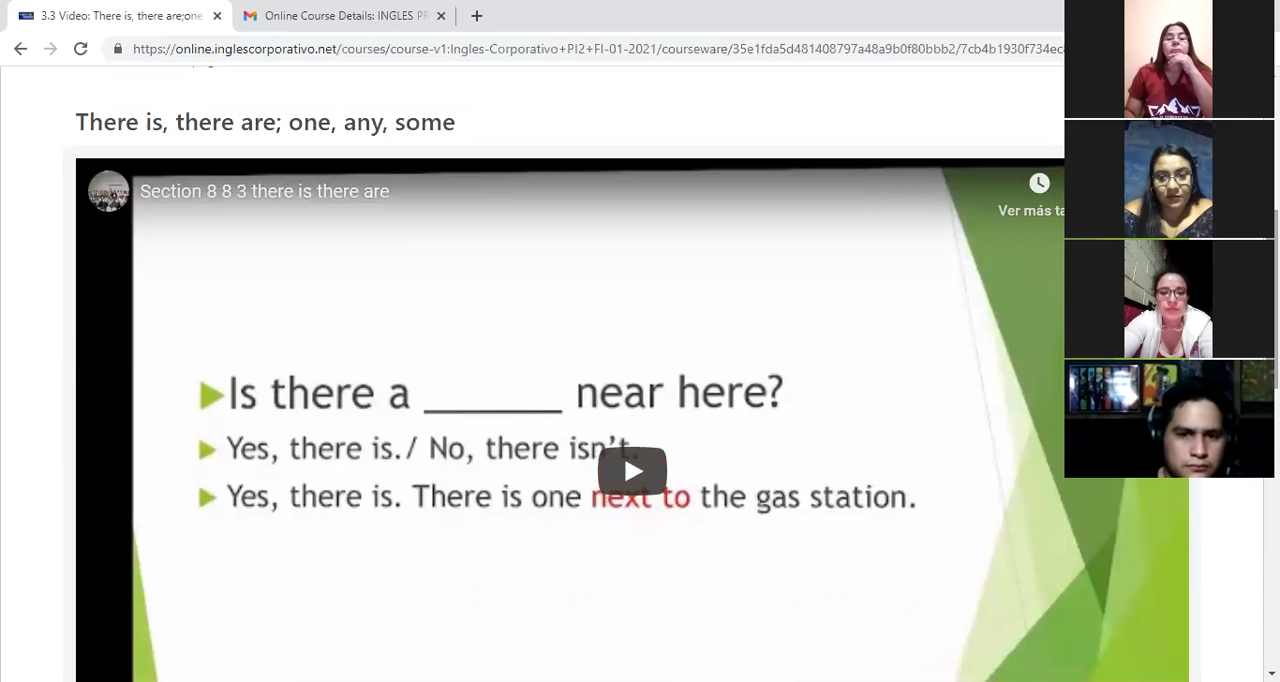 3.3 Video: There is, there are;one
Online Course Details: INGLES PR
https://online.inglescorporativo.net/courses/course-v1:Ingles-Corporativo+PI2+FI-01-2021/courseware/35e1fda5d481408797a48a9b0f80bbb2/7cb4b1930f734ec
There is, there are; one, any, some
Section 8 8 3 there is there are
Ver más ta
Is there a ______ near here?
Yes, there is./ No, there isn't.
Yes, there is. There is one next to the gas station.